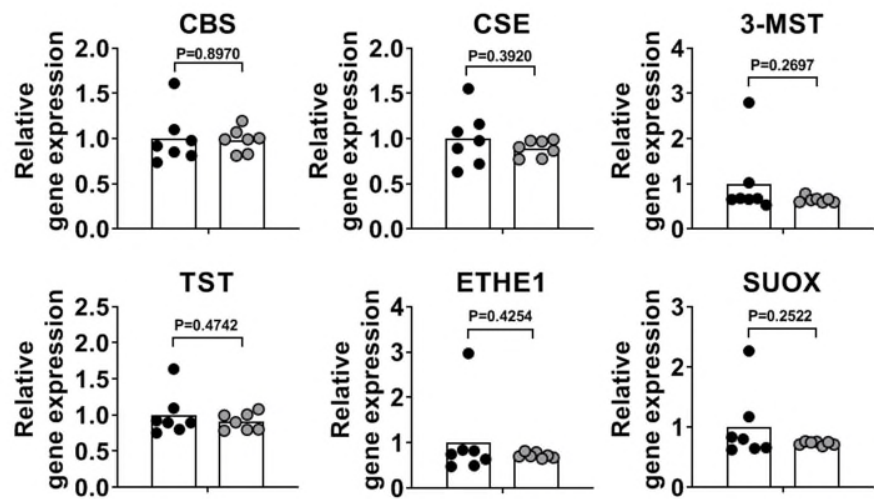 CBS
CSE
3-MST
P=0.8970
P=0.3920
P=0.2697
Relative
gene expression
2.0
1.5
1.0
0.5
0.0
Relative
gene expression
2.0
1.5
1.0
0.5
0.0
Relative
gene expression
4
3
2
1
0
TST
ETHE1
SUOX
P=0.4742
P=0.4254
P=0.2522
Relative
gene expression
2.5
2.0
1.5
1.0
0.5
0.0
Relative
gene expression
4
3
2
1
0
Relative
gene expression
3
2
1
0